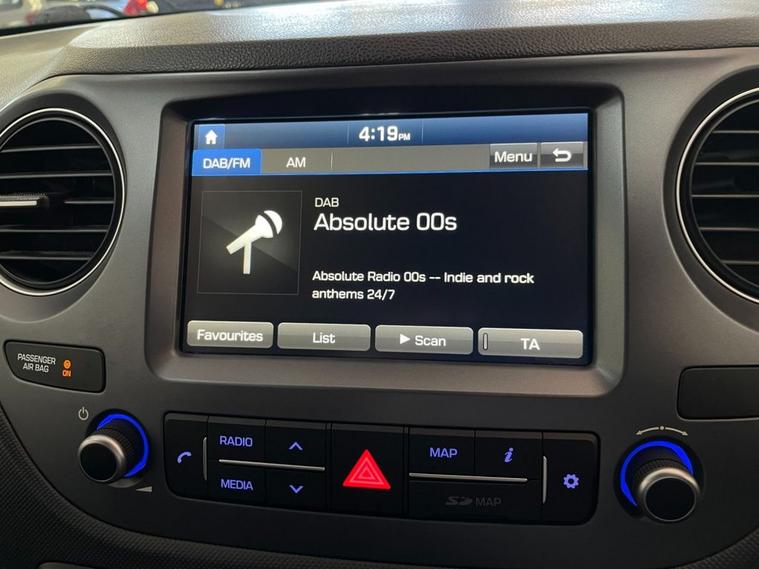 4:19PM
DAB/FM AM Menu
DAB
Absolute 00s
Absolute Radio 00s -- Indie and rock
anthems 24/7
Favourites List Scan TA
PASSENGER
AIR BAG ON
RADIO MAP i
MEDIA SD MAP